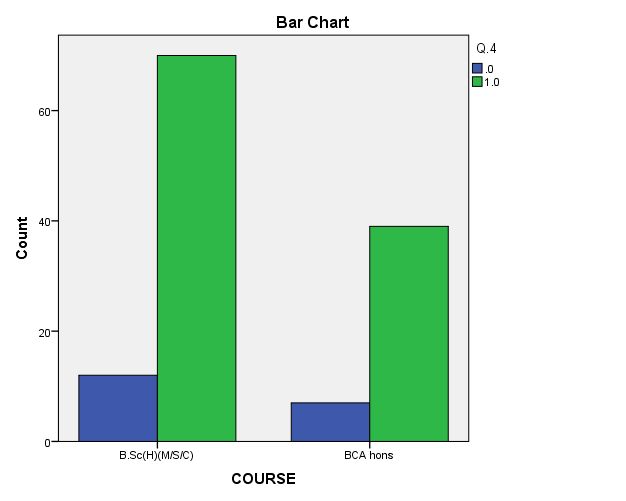 Bar Chart
Q.4
.0
1.0
60
40
20
0
Count
B.Sc(H)(M/S/C)
BCA hons
COURSE